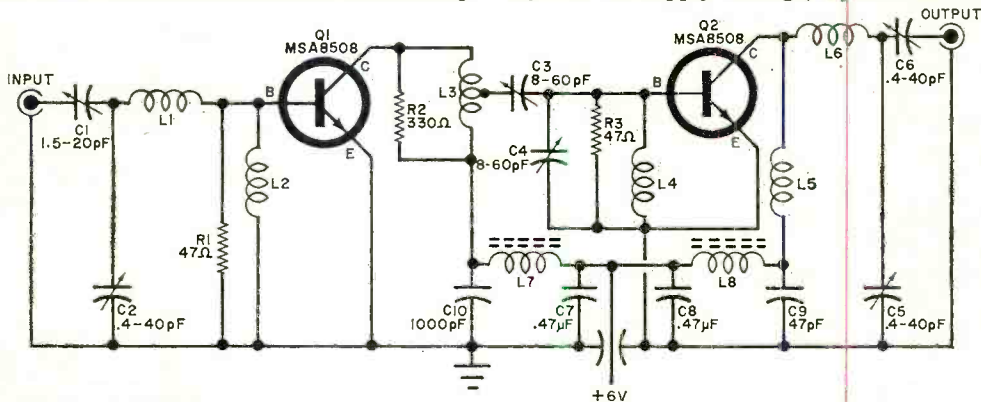 OUTPUT
Q1
MSA8508
Q2
MSA8508
C
C
L6
C6
.4-40pF
INPUT
C3
8-60pF
B
L3
R2
330Ω
B
C1
1.5-20pF
L1
R3
47Ω
E
C4
8-60pF
E
L2
L4
L5
R1
47Ω
C2
.4-40pF
L7
L8
C10
1000pF
C7
.47µF
C8
.47µF
C9
47pF
C5
.4-40pF
+6V